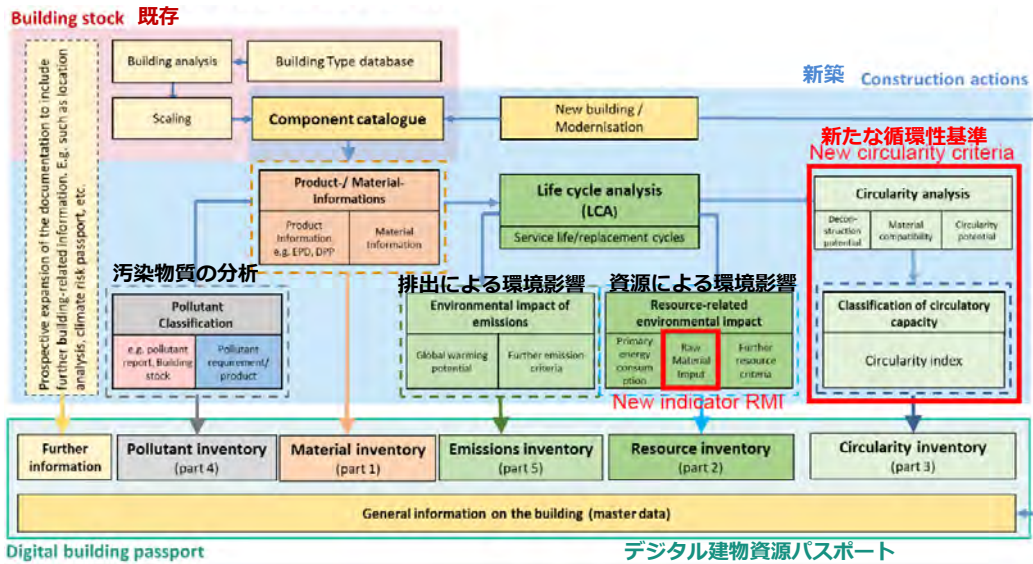 Building stock 既存
Prospective expansion of the documentation to include
further building-related information. E.g. such as location
analysis, climate risk passport, etc.
Building analysis
Building Type database
Scaling
Component catalogue
New building /
Modernisation
新築 Construction actions
新たな循環性基準
New circularity criteria
Product-/ Material-
Informations
Product
Information
e.g. EPD, DPP
Material
Information
Life cycle analysis
(LCA)
Service life/replacement cycles
Circularity analysis
Decon-
struction
potential
Material
compatibility
Circularity
potential
汚染物質の分析
Pollutant
Classification
e.g. pollutant
report, Building
stock
Pollutant
requirement/
product
排出による環境影響
Environmental impact of
emissions
Global warming
potential
Further emission
criteria
資源による環境影響
Resource-related
environmental impact
Primary
energy
consum
ption
Raw
Material
Imput
Further
resource
criteria
New indicator RMI
Classification of circulatory
capacity
Circularity index
Further
information
Pollutant inventory
(part 4)
Material inventory
(part 1)
Emissions inventory
(part 5)
Resource inventory
(part 2)
Circularity inventory
(part 3)
General information on the building (master data)
Digital building passport
デジタル建物資源パスポート